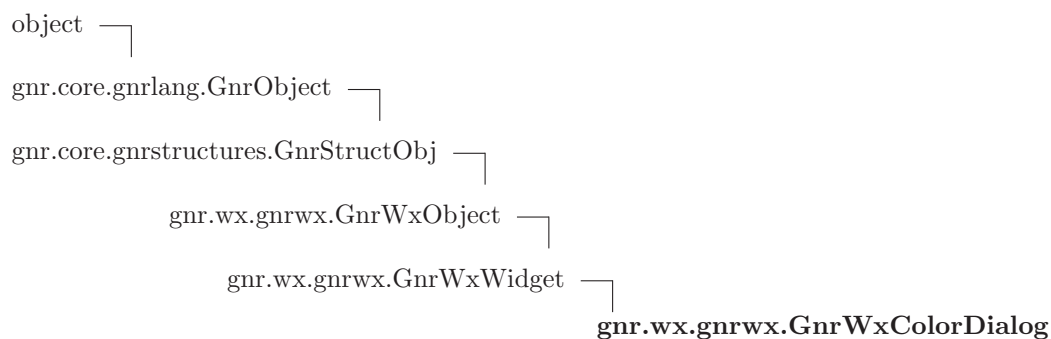 object
gnr.core.gnrlang.GnrObject
gnr.core.gnrstructures.GnrStructObj
gnr.wx.gnrwx.GnrWxObject
gnr.wx.gnrwx.GnrWxWidget
gnr.wx.gnrwx.GnrWxColorDialog